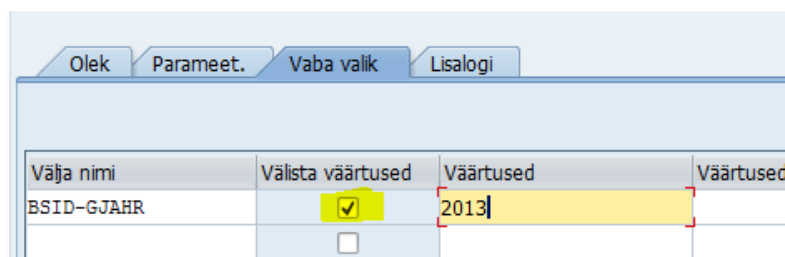 Olek Parameet. Vaba valik Lisalogi
Välja nimi Välista väärtused Väärtused Väärtused
BSID-GJAHR 2013